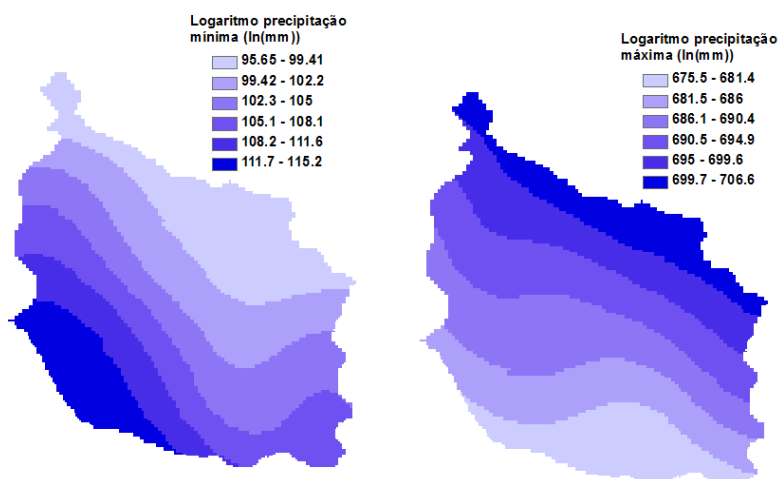 Logaritmo precipitação
mínima (ln(mm))
95.65 - 99.41
99.42 - 102.2
102.3 - 105
105.1 - 108.1
108.2 - 111.6
111.7 - 115.2
Logaritmo precipitação
máxima (ln(mm))
675.5 - 681.4
681.5 - 686
686.1 - 690.4
690.5 - 694.9
695 - 699.6
699.7 - 706.6